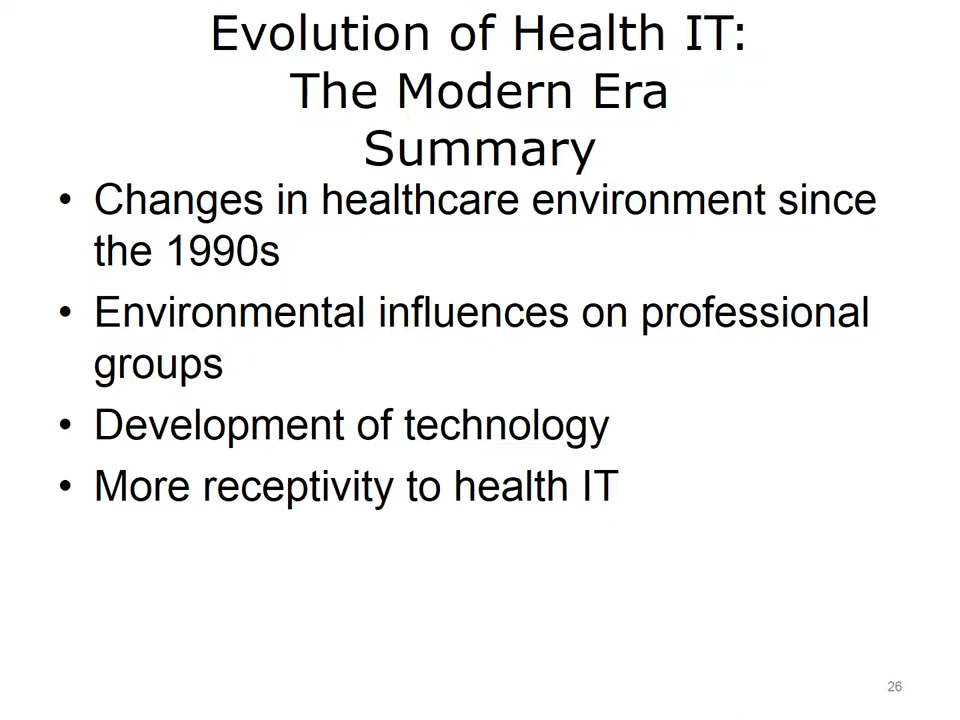 Evolution of Health IT:
The Modern Era
Summary
• Changes in healthcare environment since
the 1990s
• Environmental influences on professional
groups
• Development of technology
• More receptivity to health IT
26